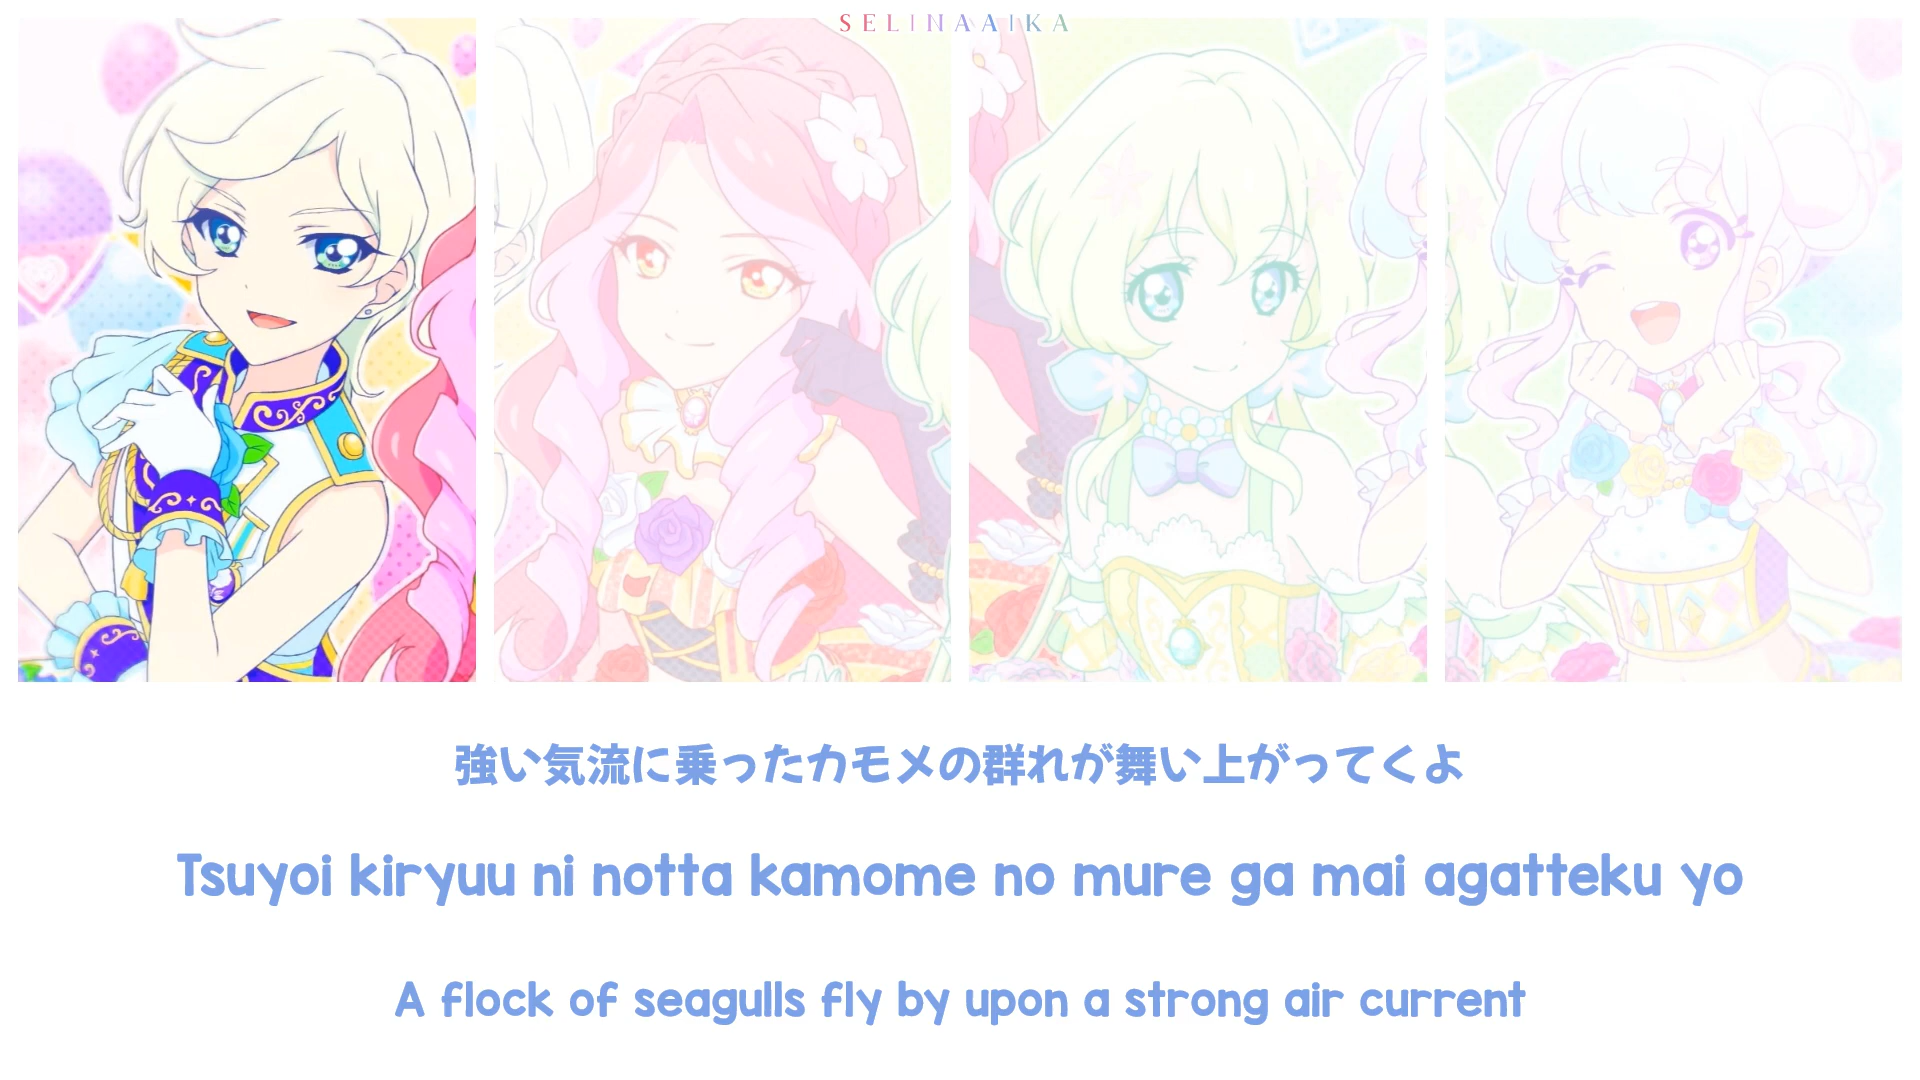 SELINAAIKA
強い気流に乗ったカモメの群れが舞い上がってくよ
Tsuyoi kiryuu ni notta kamome no mure ga mai agatteku yo
A flock of seagulls fly by upon a strong air current